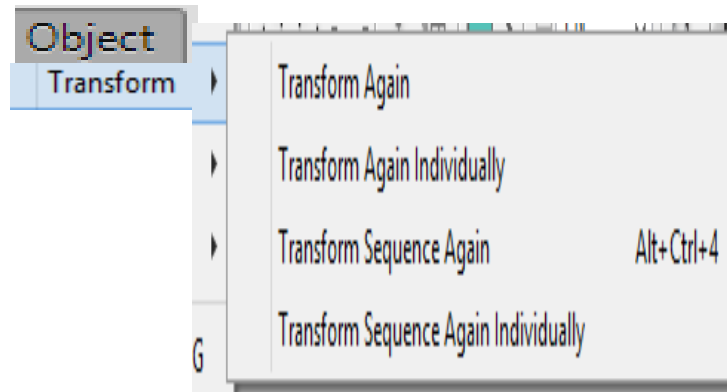 Object
Transform
Transform Again
Transform Again Individually
Transform Sequence Again Alt+Ctrl+4
Transform Sequence Again Individually
G